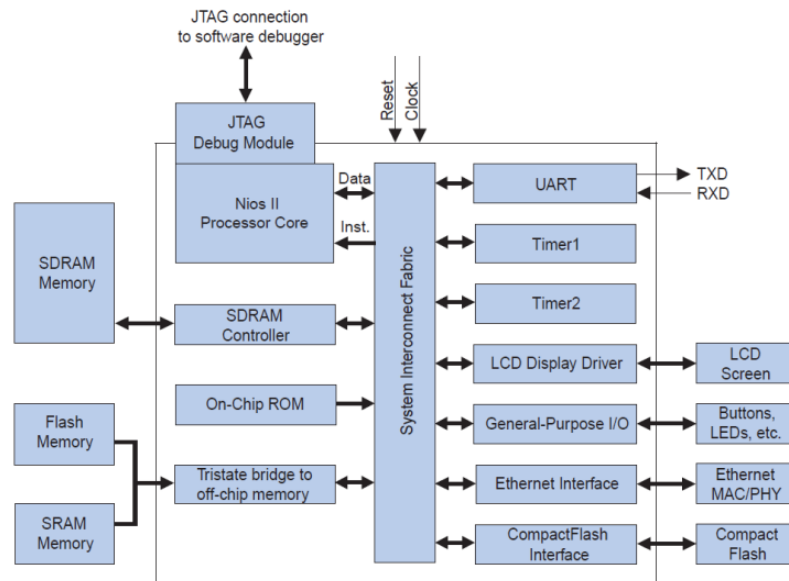 JTAG connection
to software debugger
Reset
Clock
JTAG
Debug Module
Nios II
Processor Core
Data
Inst.
System Interconnect Fabric
UART
TXD
RXD
Timer1
Timer2
SDRAM
Memory
SDRAM
Controller
LCD Display Driver
LCD
Screen
On-Chip ROM
General-Purpose I/O
Buttons,
LEDs, etc.
Flash
Memory
Tristate bridge to
off-chip memory
Ethernet Interface
Ethernet
MAC/PHY
SRAM
Memory
CompactFlash
Interface
Compact
Flash